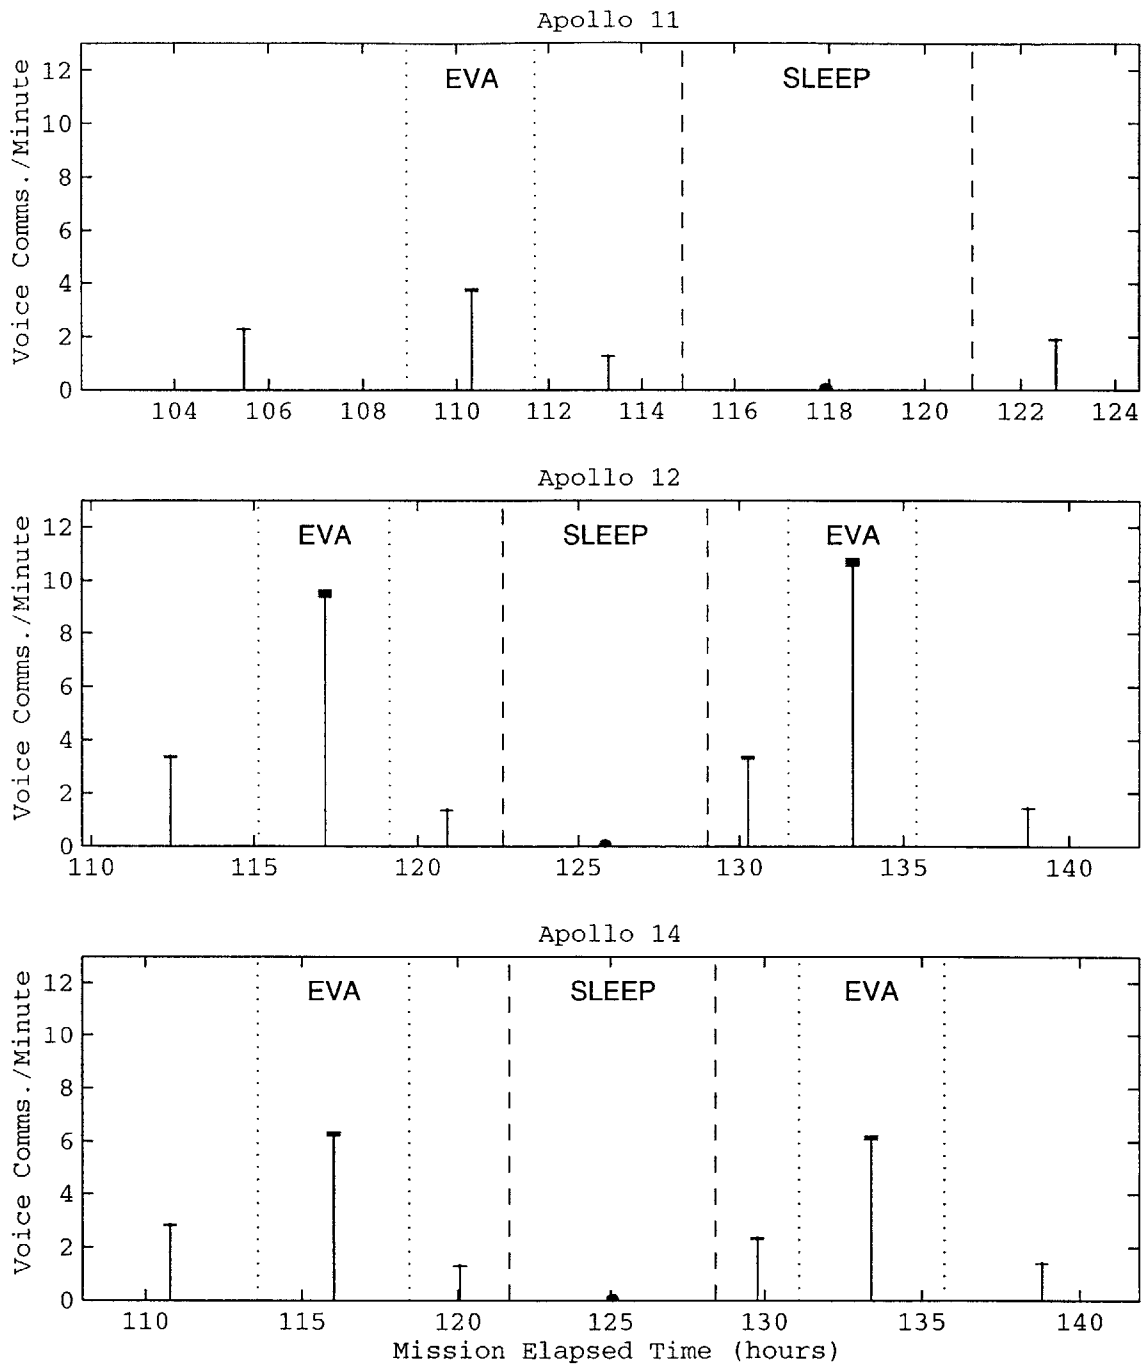 Apollo 11
Voice Comms./Minute
12
10
8
6
4
2
0
EVA SLEEP
104 106 108 110 112 114 116 118 120 122 124
Apollo 12
Voice Comms./Minute
12
10
8
6
4
2
0
EVA SLEEP EVA
110 115 120 125 130 135 140
Apollo 14
Voice Comms./Minute
12
10
8
6
4
2
0
EVA SLEEP EVA
110 115 120 125 130 135 140
Mission Elapsed Time (hours)